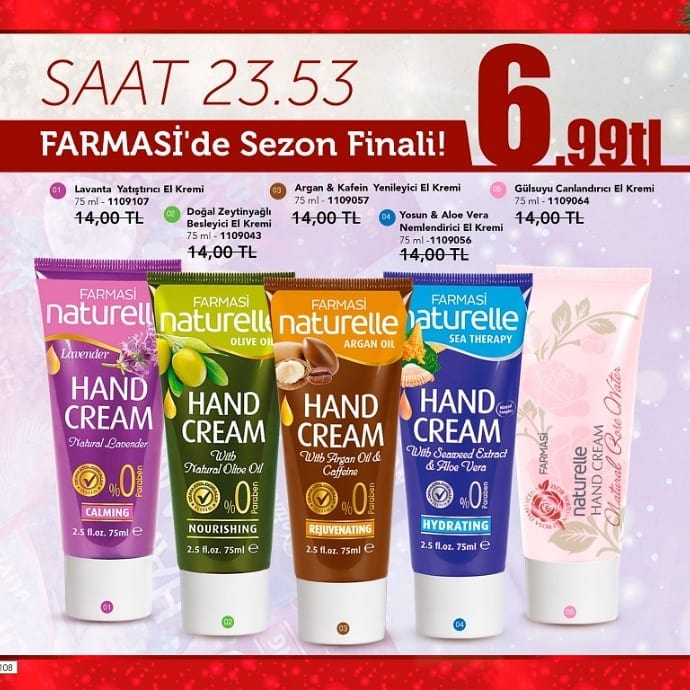 SAAT 23.53
FARMASİ'de Sezon Finali!
6.99tl
01 Lavanta Yatıştırıcı El Kremi
75 ml - 1109107
14,00 TL
02 Doğal Zeytinyağlı
Besleyici El Kremi
75 ml - 1109043
14,00 TL
03 Argan & Kafein Yenileyici El Kremi
75 ml - 1109057
14,00 TL
04 Yosun & Aloe Vera
Nemlendirici El Kremi
75 ml -1109056
14,00 TL
05 Gülsuyu Canlandırıcı El Kremi
75 ml - 1109064
14,00 TL
FARMASİ
naturelle
Lavender
HAND
CREAM
Natural Lavender
%0
Paraben
CALMING
2.5 fl.oz. 75ml e
01
FARMASİ
naturelle
OLIVE OIL
HAND
CREAM
With
Natural Olive Oil
%0
Paraben
NOURISHING
2.5 fl.oz. 75ml e
02
FARMASİ
naturelle
ARGAN OIL
HAND
CREAM
With Argan Oil &
Caffeine
%0
Paraben
REJUVENATING
2.5 fl.oz. 75ml e
03
FARMASİ
naturelle
SEA THERAPY
HAND
CREAM
With Seaweed Extract
& Aloe Vera
%0
Paraben
HYDRATING
2.5 fl.oz. 75ml e
04
FARMASİ
naturelle
HAND CREAM
Natural Rose Water
05
108